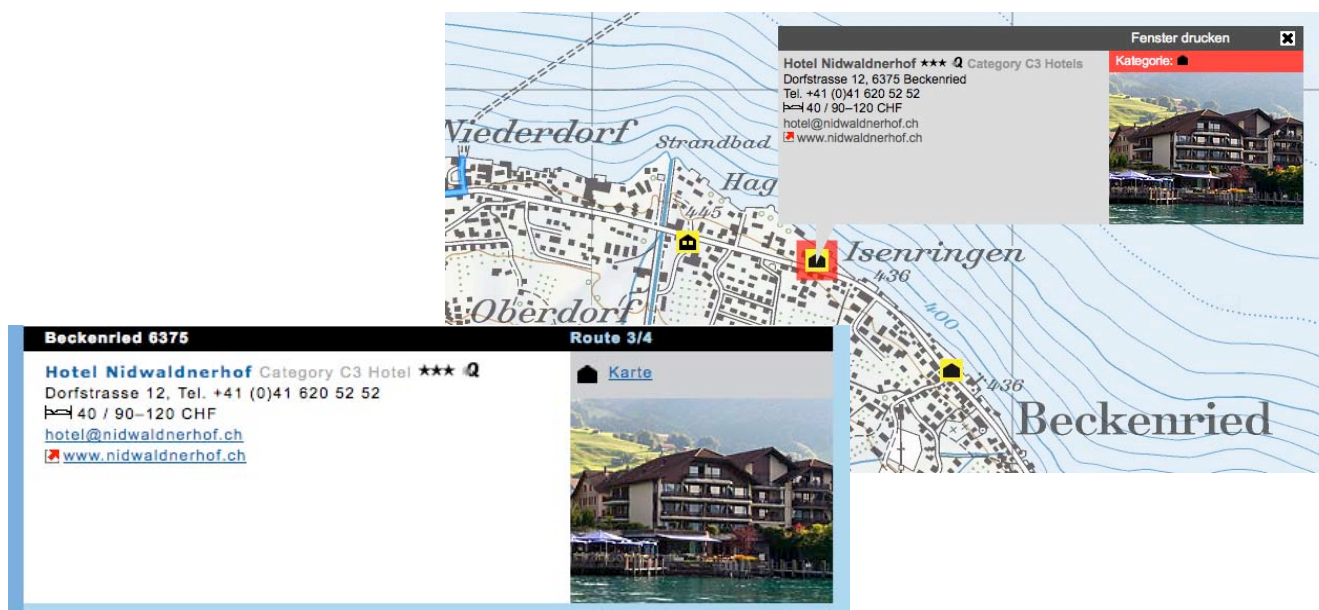 Fenster drucken
Hotel Nidwaldnerhof ★★★ Q Category C3 Hotels
Kategorie:
Dorfstrasse 12, 6375 Beckenried
Tel. +41 (0)41 620 52 52
40 / 90–120 CHF
hotel@nidwaldnerhof.ch
www.nidwaldnerhof.ch
Niederdorf
Strandbad
Hag
445
Isenringen
436
Oberdorf
400
436
Beckenried
Beckenried 6375
Route 3/4
Hotel Nidwaldnerhof Category C3 Hotel ★★★ Q
Karte
Dorfstrasse 12, Tel. +41 (0)41 620 52 52
40 / 90–120 CHF
hotel@nidwaldnerhof.ch
www.nidwaldnerhof.ch